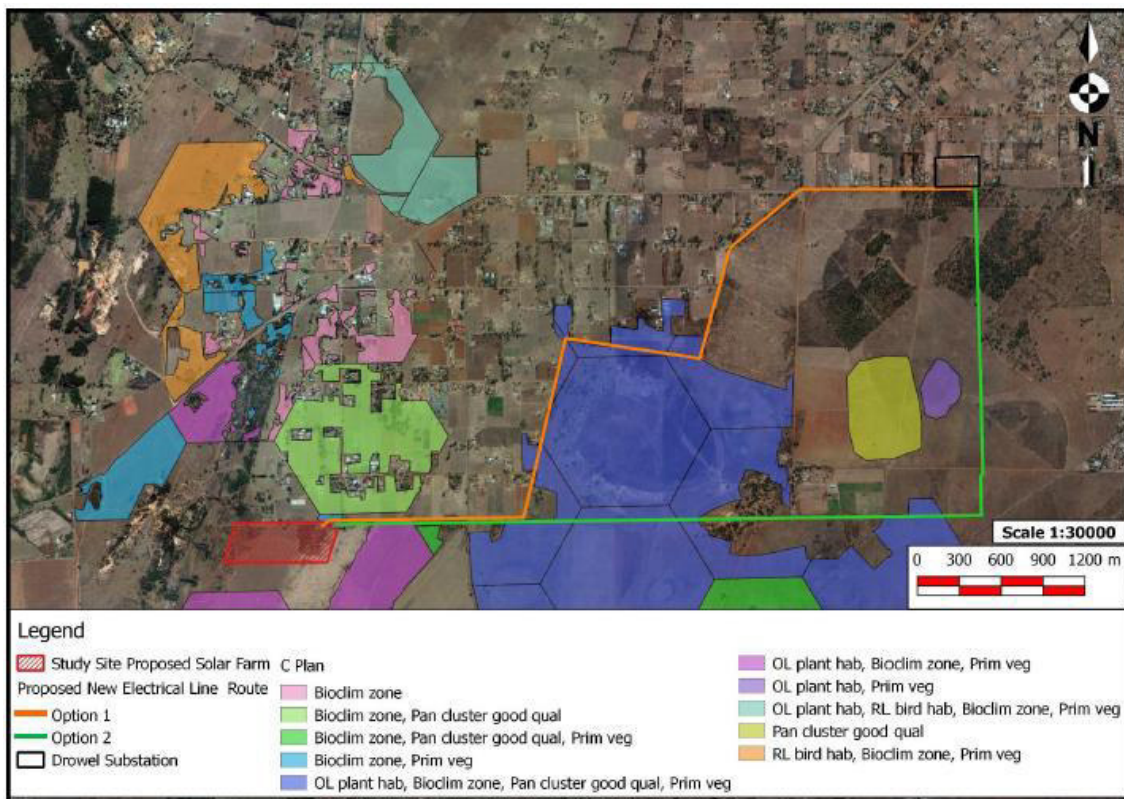 N
Scale 1:30000
0 300 600 900 1200 m
Legend
Study Site Proposed Solar Farm
Proposed New Electrical Line Route
Option 1
Option 2
Drowel Substation
C Plan
Bioclim zone
Bioclim zone, Pan cluster good qual
Bioclim zone, Pan cluster good qual, Prim veg
Bioclim zone, Prim veg
OL plant hab, Bioclim zone, Pan cluster good qual, Prim veg
OL plant hab, Bioclim zone, Prim veg
OL plant hab, Prim veg
OL plant hab, RL bird hab, Bioclim zone, Prim veg
Pan cluster good qual
RL bird hab, Bioclim zone, Prim veg